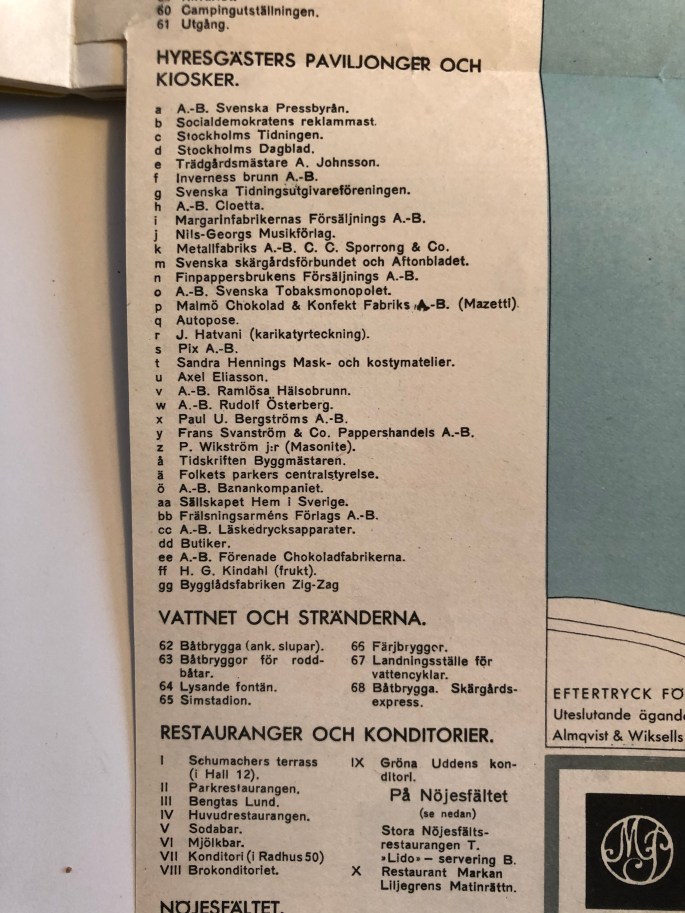 60 Campingutställningen.
61 Utgång.
HYRESGÄSTERS PAVILJONGER OCH
KIOSKER.
a A.-B. Svenska Pressbyrån.
b Socialdemokratens reklammast.
c Stockholms Tidningen.
d Stockholms Dagblad.
e Trädgårdsmästare A. Johnsson.
f Inverness brunn A.-B.
g Svenska Tidningsutgivareföreningen.
h A.-B. Cloetta.
i Margarinfabrikernas Försäljnings A.-B.
j Nils-Georgs Musikförlag.
k Metallfabriks A.-B. C. C. Sporrong & Co.
m Svenska skärgårdsförbundet och Aftonbladet.
n Finpappersbrukens Försäljnings A.-B.
o A.-B. Svenska Tobaksmonopolet.
p Malmö Chokolad & Konfekt Fabriks A.-B. (Mazetti).
q Autopose.
r J. Hatvani (karikatyrteckning).
s Pix A.-B.
t Sandra Hennings Mask- och kostymatelier.
u Axel Eliasson.
v A.-B. Ramlösa Hälsobrunn.
w A.-B. Rudolf Österberg.
x Paul U. Bergströms A.-B.
y Frans Svanström & Co. Pappershandels A.-B.
z P. Wikström j:r (Masonite).
å Tidskriften Byggmästaren.
ä Folkets parkers centralstyrelse.
ö A.-B. Banankompaniet.
aa Sällskapet Hem i Sverige.
bb Frälsningsarméns Förlags A.-B.
cc A.-B. Läskedrycksapparater.
dd Butiker.
ee A.-B. Förenade Chokoladfabrikerna.
ff H. G. Kindahl (frukt).
gg Bygglådsfabriken Zig-Zag
VATTNET OCH STRÄNDERNA.
62 Båtbrygga (ank. slupar).
63 Båtbryggor för rodd-
båtar.
64 Lysande fontän.
65 Simstadion.
66 Färjbryggor.
67 Landningsställe för
vattencyklar.
68 Båtbrygga. Skärgårds-
express.
RESTAURANGER OCH KONDITORIER.
I Schumachers terrass
(i Hall 12).
II Parkrestaurangen.
III Bengtas Lund.
IV Huvudrestaurangen.
V Sodabar.
VI Mjölkbar.
VII Konditori (i Radhus 50)
VIII Brokonditoriet.
IX Gröna Uddens kon-
ditori.
På Nöjesfältet
(se nedan)
Stora Nöjesfälts-
restaurangen T.
»Lido» — servering B.
X Restaurant Markan
Liljegrens Matinrättn.
NÖJESFÄLTET.
EFTERTRYCK FÖ
Uteslutande ägand
Almqvist & Wiksells